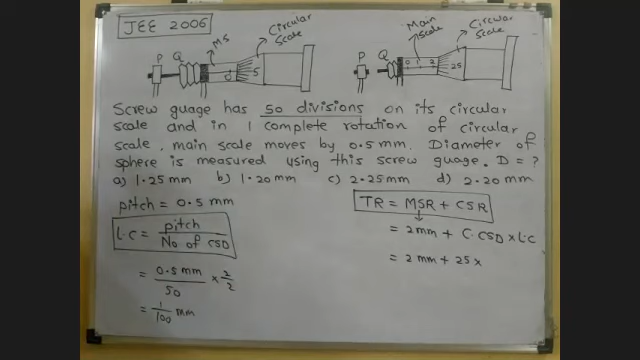 JEE 2006
P Q MS Circular Scale
0 5
P Q Main Scale Circular Scale
0 1 2 25
Screw guage has 50 divisions on its circular
scale and in 1 complete rotation of circular
scale, main scale moves by 0.5 mm. Diameter of
sphere is measured using this screw guage. D = ?
a) 1.25 mm b) 1.20 mm c) 2.25 mm d) 2.20 mm
pitch = 0.5 mm
L.C = pitch / No of CSD
= 0.5 mm / 50 × 2/2
= 1/100 mm
TR = MSR + CSR
= 2mm + C.CSD × L.C
= 2 mm + 25 ×